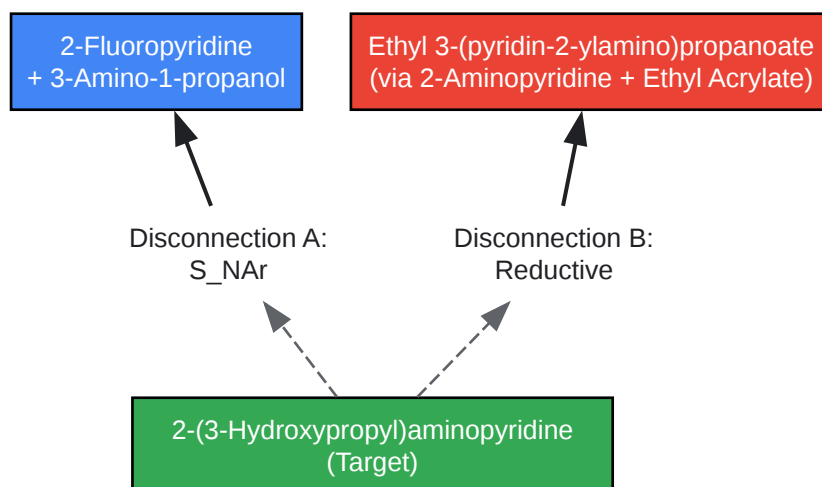 2-Fluoropyridine
+ 3-Amino-1-propanol
Ethyl 3-(pyridin-2-ylamino)propanoate
(via 2-Aminopyridine + Ethyl Acrylate)
Disconnection A:
S_NAr
Disconnection B:
Reductive
2-(3-Hydroxypropyl)aminopyridine
(Target)